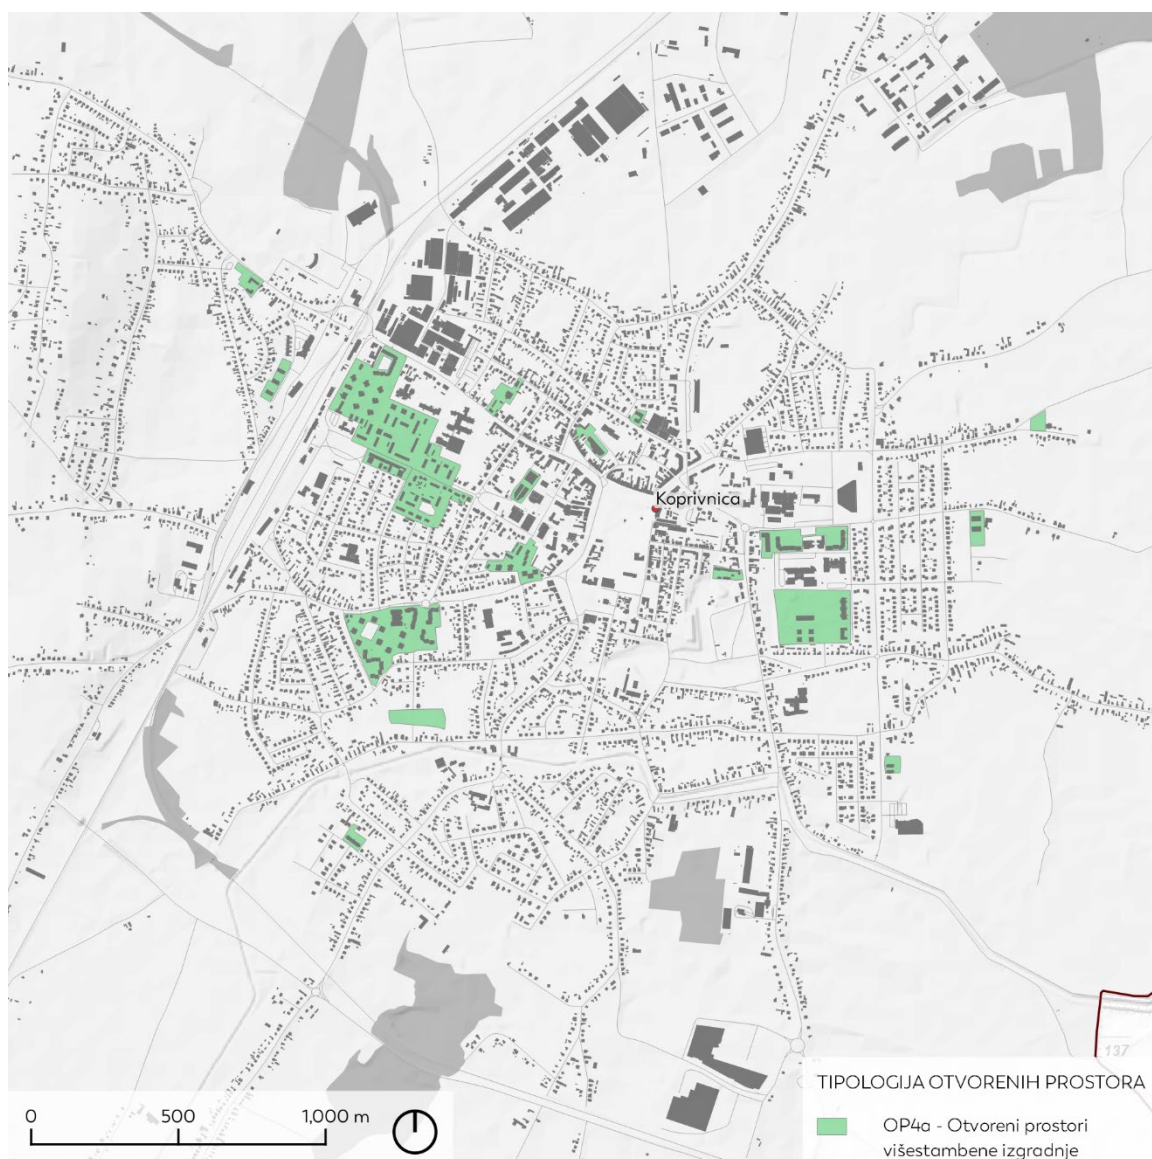 Koprivnica
137
TIPOLOGIJA OTVORENIH PROSTORA
0 500 1,000 m
OP4a - Otvoreni prostori
višestambene izgradnje